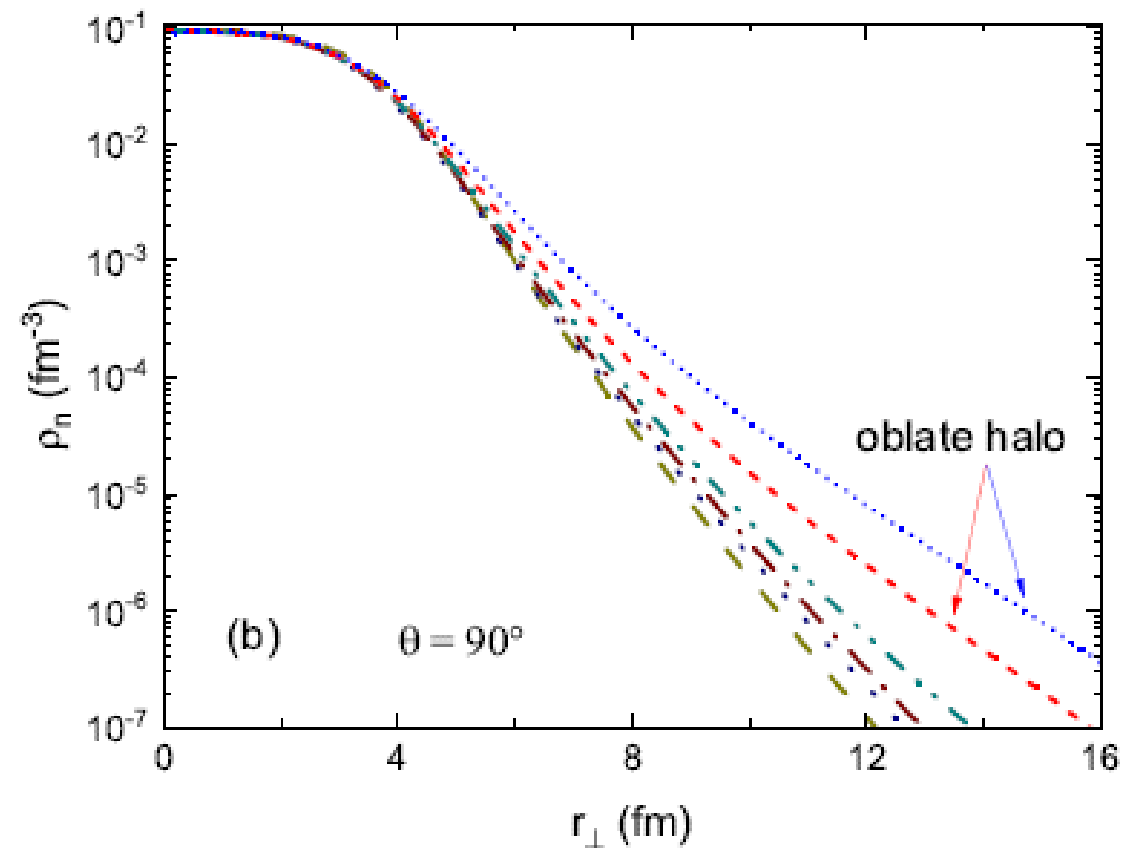 10⁻¹
10⁻²
10⁻³
10⁻⁴
10⁻⁵
10⁻⁶
10⁻⁷
ρₙ (fm⁻³)
oblate halo
(b) θ = 90°
0 4 8 12 16
r⊥ (fm)